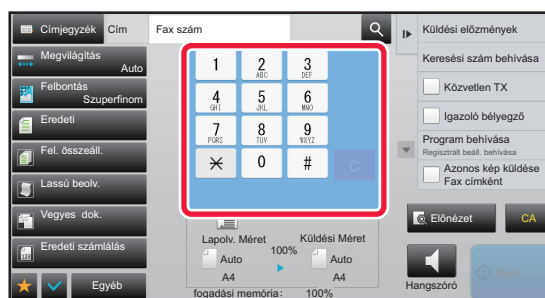 Címjegyzék
Cím
Fax szám
Megvilágítás
Auto
Felbontás
Szuperfinom
Eredeti
Fel. összeáll.
Lassú beolv.
Vegyes dok.
Eredeti számlálás
Egyéb
1
2
ABC
3
DEF
4
GHI
5
JKL
6
MNO
7
PQRS
8
TUV
9
WXYZ
0
#
C
Lapolv. Méret
Küldési Méret
100%
Auto
Auto
A4
A4
fogadási memória:
100%
Küldési előzmények
Keresési szám behívása
Közvetlen TX
Igazoló bélyegző
Program behívása
Regisztrált beáll. behívása
Azonos kép küldése
Fax címként
Előnézet
CA
Hangszóró
Start